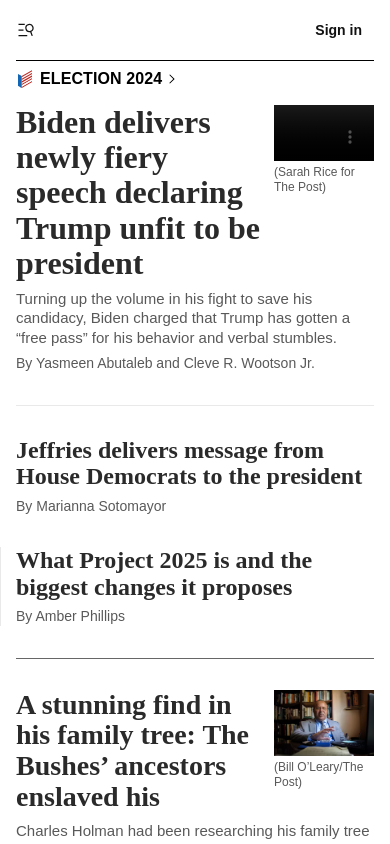 Sign in
ELECTION 2024
Biden delivers
newly fiery
speech declaring
Trump unfit to be
president
(Sarah Rice for
The Post)
Turning up the volume in his fight to save his
candidacy, Biden charged that Trump has gotten a
“free pass” for his behavior and verbal stumbles.
By Yasmeen Abutaleb and Cleve R. Wootson Jr.
Jeffries delivers message from
House Democrats to the president
By Marianna Sotomayor
What Project 2025 is and the
biggest changes it proposes
By Amber Phillips
A stunning find in
his family tree: The
Bushes’ ancestors
enslaved his
(Bill O’Leary/The
Post)
Charles Holman had been researching his family tree